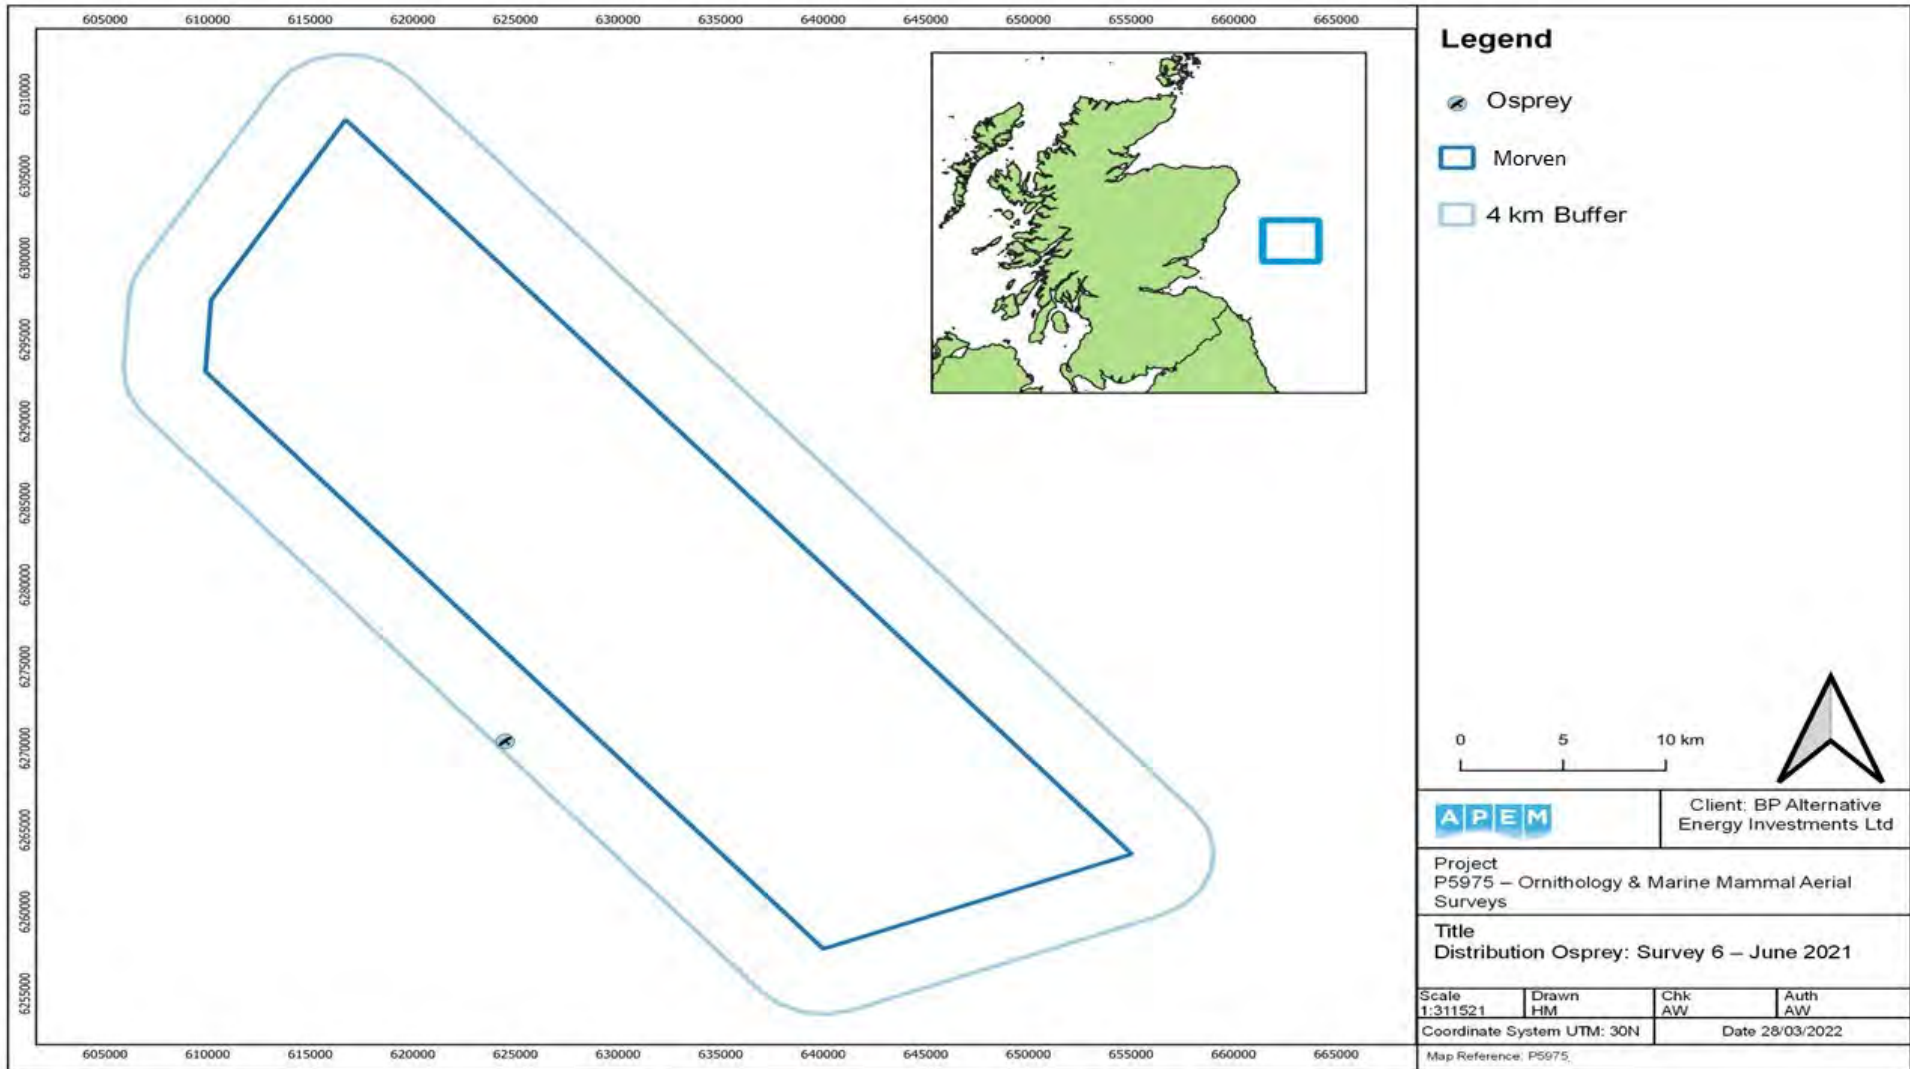 605000 610000 615000 620000 625000 630000 635000 640000 645000 650000 655000 660000 665000
6310000
6305000
6300000
6295000
6290000
6285000
6280000
6275000
6270000
6265000
6260000
6255000
605000 610000 615000 620000 625000 630000 635000 640000 645000 650000 655000 660000 665000
Legend
Osprey
Morven
4 km Buffer
0 5 10 km
APEM
Client: BP Alternative
Energy Investments Ltd
Project
P5975 – Ornithology & Marine Mammal Aerial
Surveys
Title
Distribution Osprey: Survey 6 – June 2021
Scale Drawn Chk Auth
1:311521 HM AW AW
Coordinate System UTM: 30N Date 28/03/2022
Map Reference: P5975